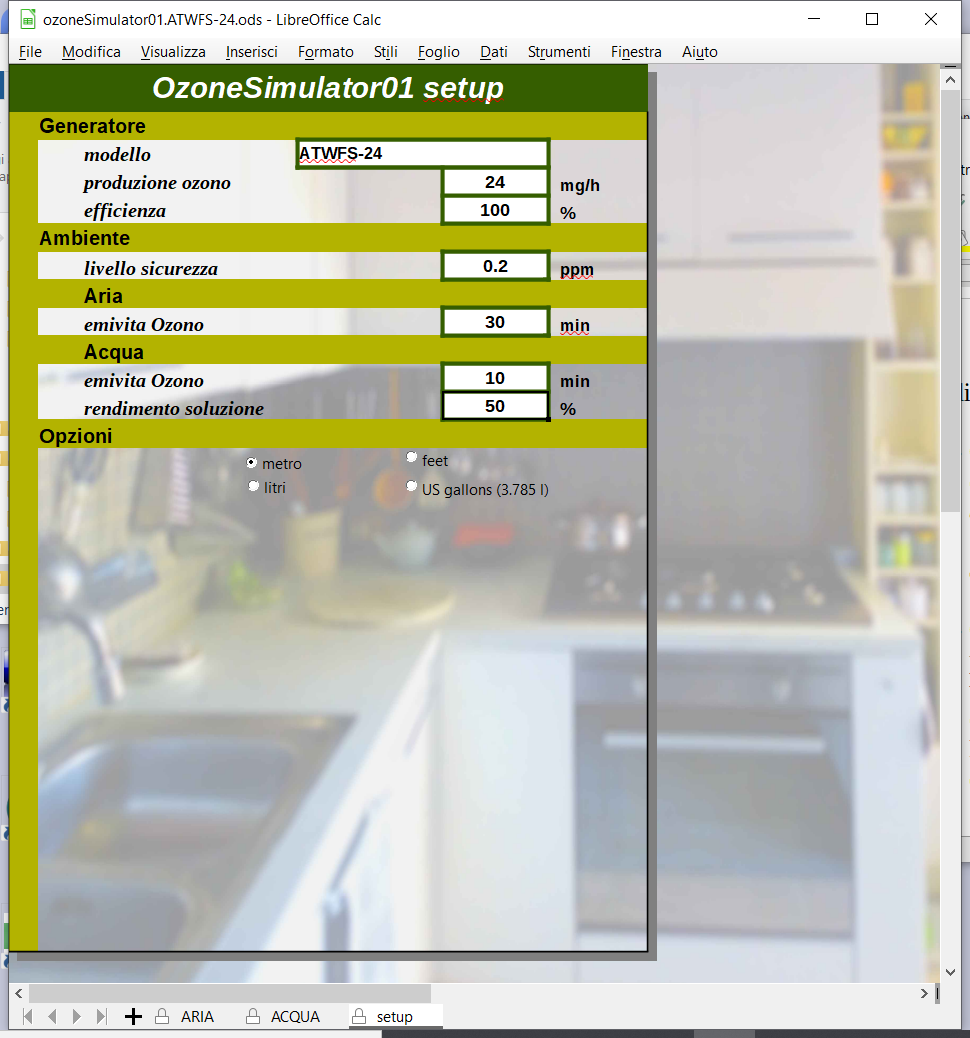 ozoneSimulator01.ATWFS-24.ods - LibreOffice Calc
File Modifica Visualizza Inserisci Formato Stili Foglio Dati Strumenti Finestra Aiuto
OzoneSimulator01 setup
Generatore
modello ATWFS-24
produzione ozono 24 mg/h
efficienza 100 %
Ambiente
livello sicurezza 0.2 ppm
Aria
emivita Ozono 30 min
Acqua
emivita Ozono 10 min
rendimento soluzione 50 %
Opzioni
metro feet
litri US gallons (3.785 l)
ARIA ACQUA setup